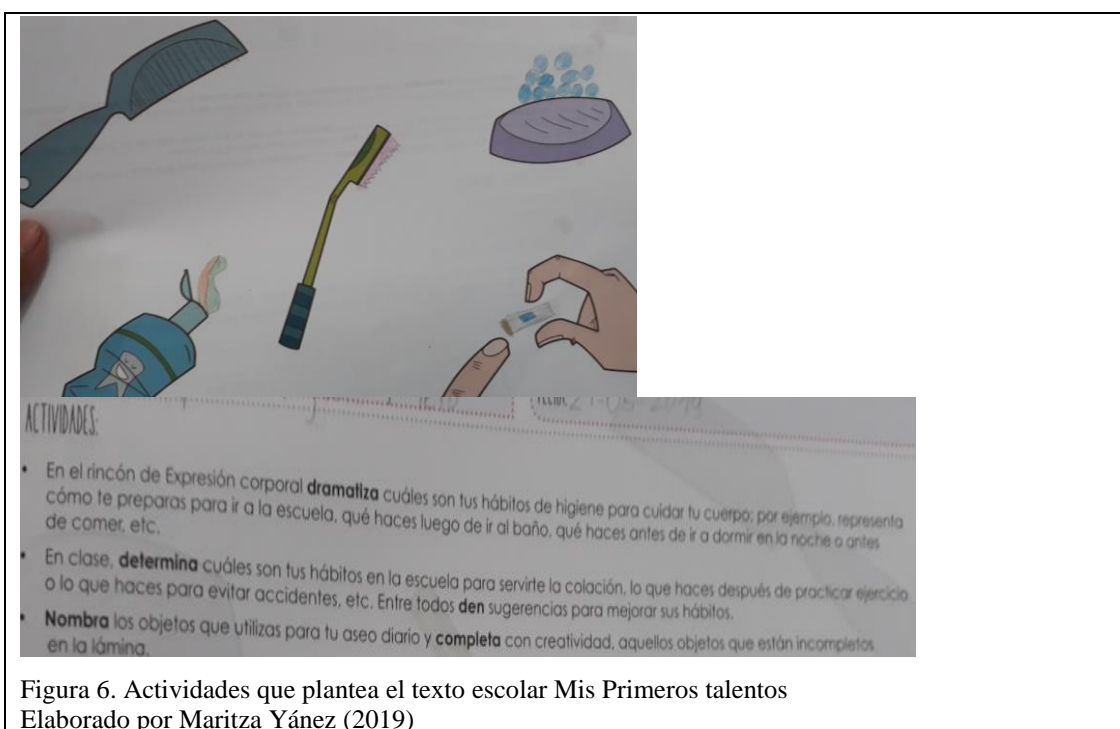 21-05-2019
ACTIVIDADES:
• En el rincón de Expresión corporal dramatiza cuáles son tus hábitos de higiene para cuidar tu cuerpo; por ejemplo, representa
cómo te preparas para ir a la escuela, qué haces luego de ir al baño, qué haces antes de ir a dormir en la noche o antes
de comer, etc.
• En clase, determina cuáles son tus hábitos en la escuela para servirte la colación, lo que haces después de practicar ejercicio
o lo que haces para evitar accidentes, etc. Entre todos den sugerencias para mejorar sus hábitos.
• Nombra los objetos que utilizas para tu aseo diario y completa con creatividad, aquellos objetos que están incompletos
en la lámina.
Figura 6. Actividades que plantea el texto escolar Mis Primeros talentos
Elaborado por Maritza Yánez (2019)